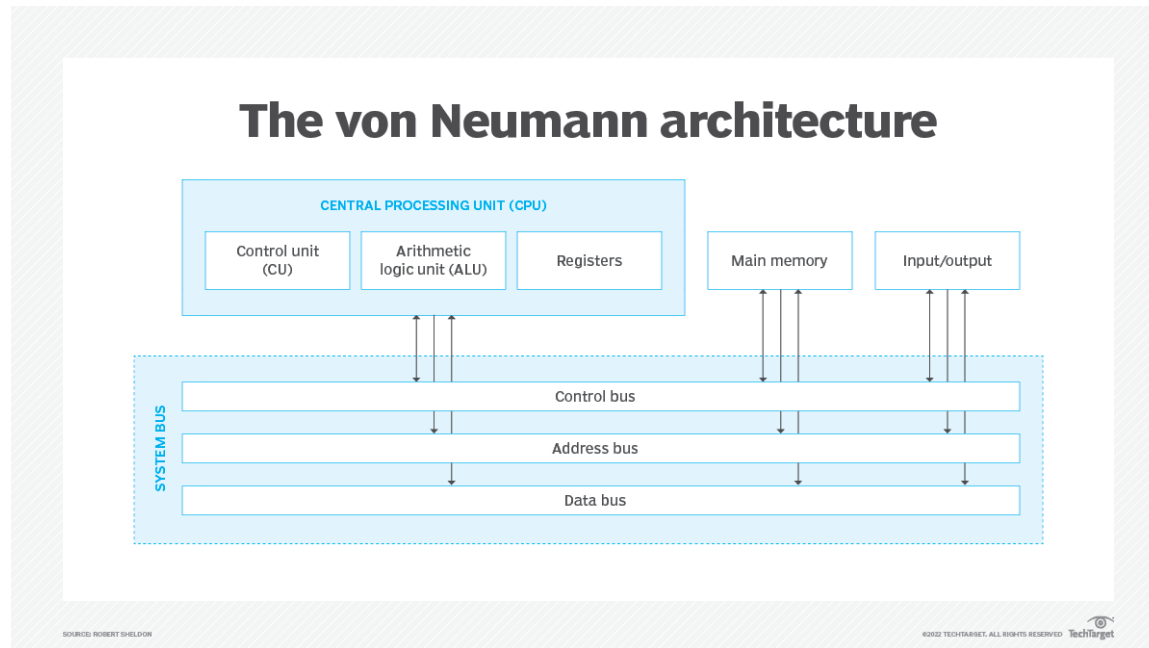 The von Neumann architecture
CENTRAL PROCESSING UNIT (CPU)
Control unit
(CU)
Arithmetic
logic unit (ALU)
Registers
Main memory
Input/output
SYSTEM BUS
Control bus
Address bus
Data bus
SOURCE: ROBERT SHELDON
©2022 TECHTARGET. ALL RIGHTS RESERVED
TechTarget